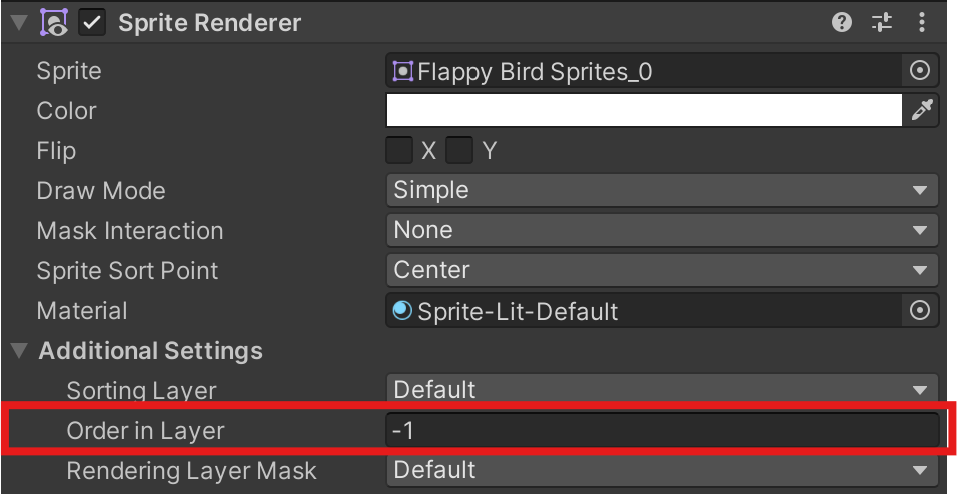 Sprite Renderer
Sprite Flappy Bird Sprites_0
Color
Flip X Y
Draw Mode Simple
Mask Interaction None
Sprite Sort Point Center
Material Sprite-Lit-Default
Additional Settings
Sorting Layer Default
Order in Layer -1
Rendering Layer Mask Default